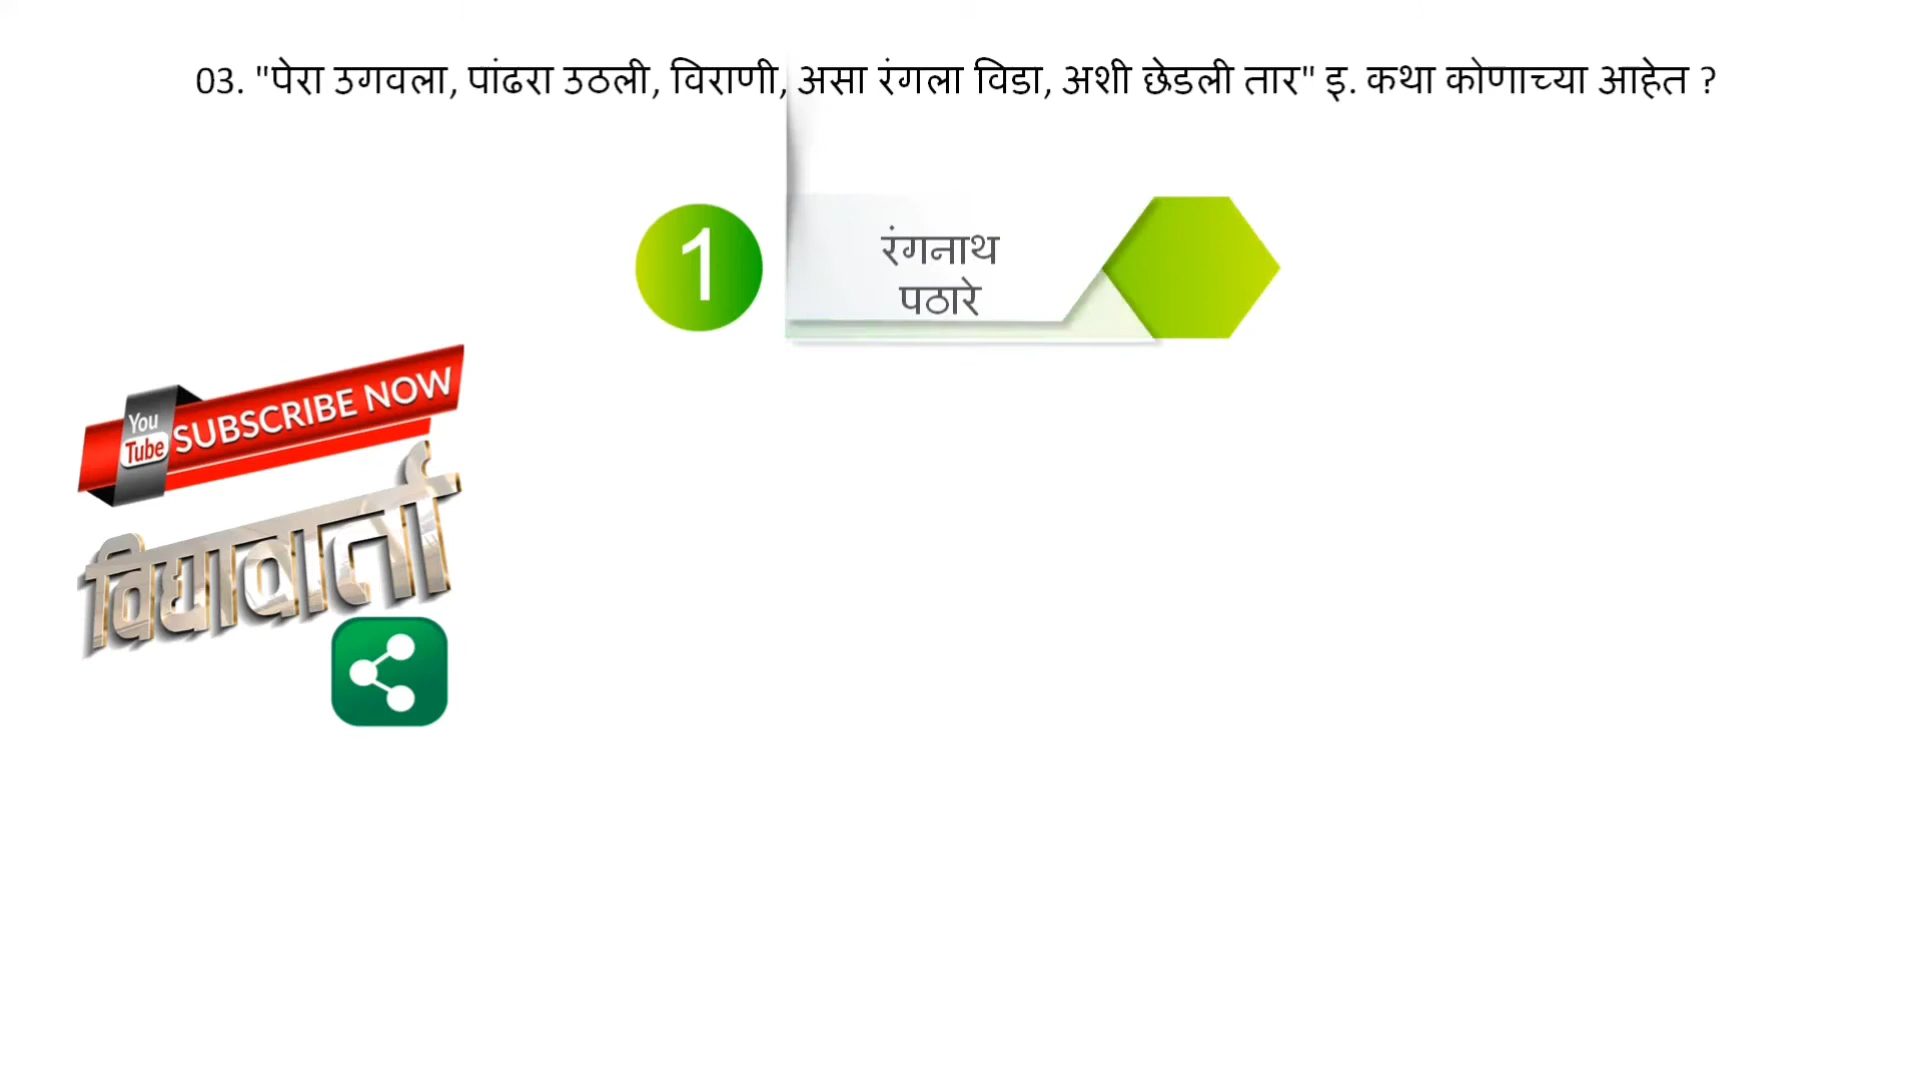 03. "पेरा उगवला, पांढरा उठली, विराणी, असा रंगला विडा, अशी छेडली तार" इ. कथा कोणाच्या आहेत ?
1
रंगनाथ
पठारे
You
Tube
SUBSCRIBE NOW
विद्यावार्ता